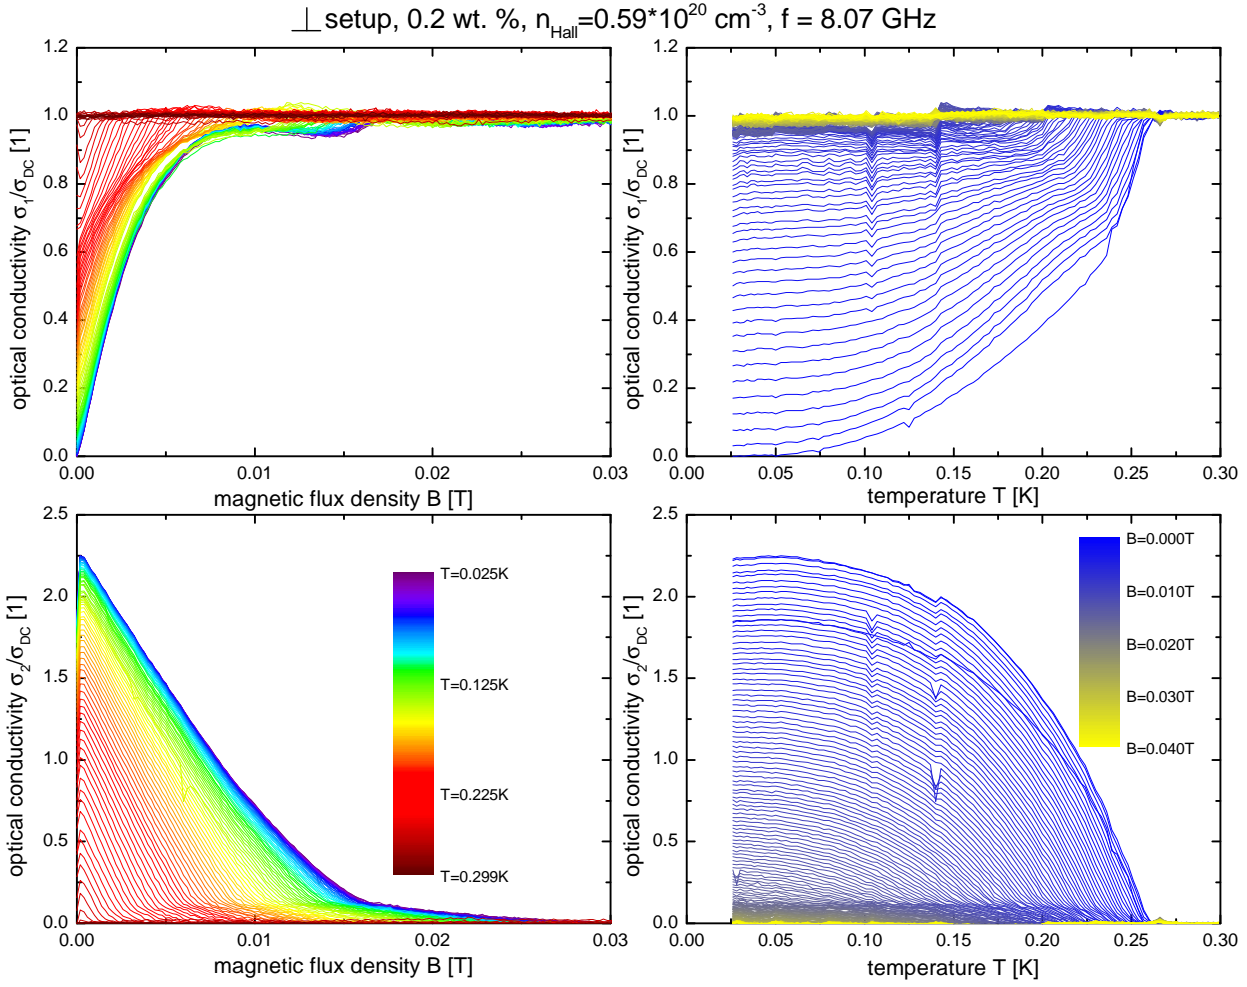 ⊥ setup, 0.2 wt. %, nHall=0.59*10^20 cm^-3, f = 8.07 GHz
1.2
1.0
0.8
0.6
0.4
0.2
0.0
optical conductivity σ1/σDC [1]
0.00
0.01
0.02
0.03
magnetic flux density B [T]
1.2
1.0
0.8
0.6
0.4
0.2
0.0
optical conductivity σ1/σDC [1]
0.00
0.05
0.10
0.15
0.20
0.25
0.30
temperature T [K]
2.5
2.0
1.5
1.0
0.5
0.0
optical conductivity σ2/σDC [1]
T=0.025K
T=0.125K
T=0.225K
T=0.299K
0.00
0.01
0.02
0.03
magnetic flux density B [T]
2.5
2.0
1.5
1.0
0.5
0.0
optical conductivity σ2/σDC [1]
B=0.000T
B=0.010T
B=0.020T
B=0.030T
B=0.040T
0.00
0.05
0.10
0.15
0.20
0.25
0.30
temperature T [K]